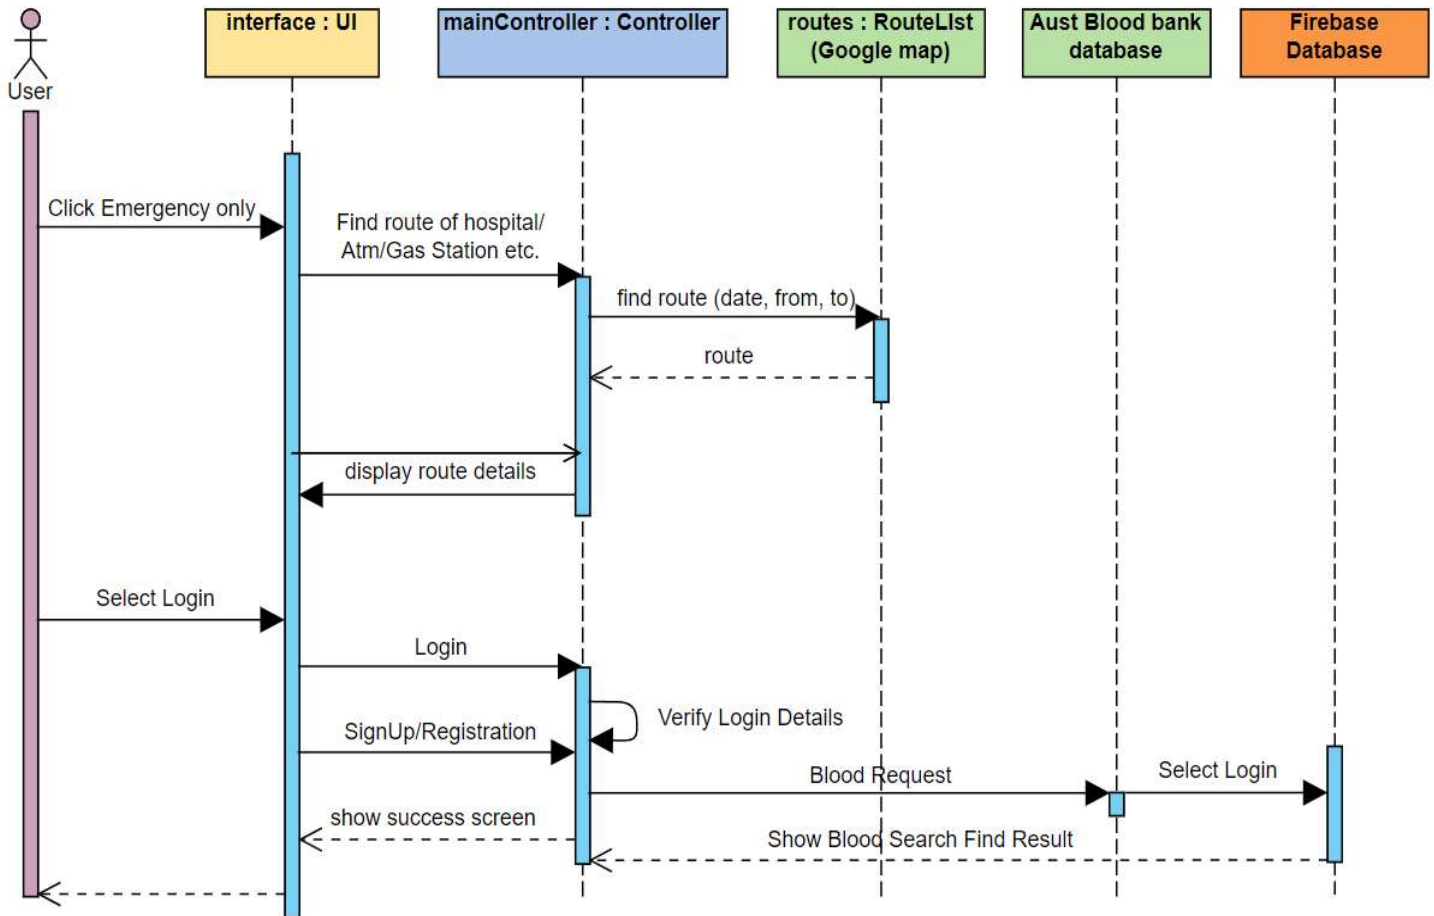 interface : UI
mainController : Controller
routes : RouteLIst
(Google map)
Aust Blood bank
database
Firebase
Database
User
Click Emergency only
Find route of hospital/
Atm/Gas Station etc.
find route (date, from, to)
route
display route details
Select Login
Login
Verify Login Details
SignUp/Registration
Blood Request
Select Login
show success screen
Show Blood Search Find Result